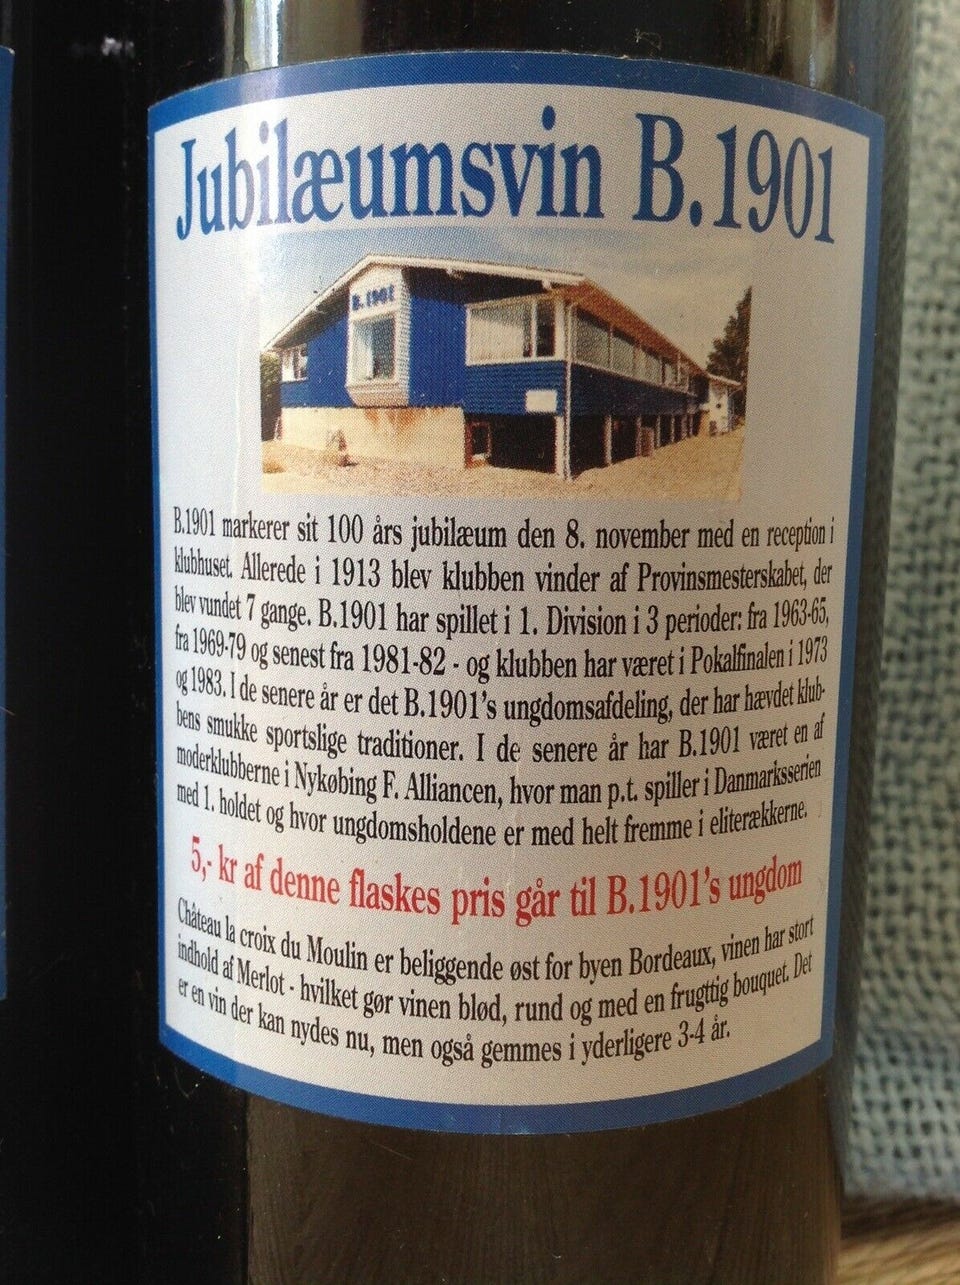 Jubilæumsvin B.1901
B.1901
B.1901 markerer sit 100 års jubilæum den 8. november med en reception i
klubhuset. Allerede i 1913 blev klubben vinder af Provinsmesterskabet, der
blev vundet 7 gange. B.1901 har spillet i 1. Division i 3 perioder: fra 1963-65,
fra 1969-79 og senest fra 1981-82 - og klubben har været i Pokalfinalen i 1973
og 1983. I de senere år er det B.1901's ungdomsafdeling, der har hævdet klub-
bens smukke sportslige traditioner. I de senere år har B.1901 været en af
moderklubberne i Nykøbing F. Alliancen, hvor man p.t. spiller i Danmarksserien
med 1. holdet og hvor ungdomsholdene er med helt fremme i eliterækkerne.
5,- kr af denne flaskes pris går til B.1901's ungdom
Château la croix du Moulin er beliggende øst for byen Bordeaux, vinen har stort
indhold af Merlot - hvilket gør vinen blød, rund og med en frugttig bouquet. Det
er en vin der kan nydes nu, men også gemmes i yderligere 3-4 år.